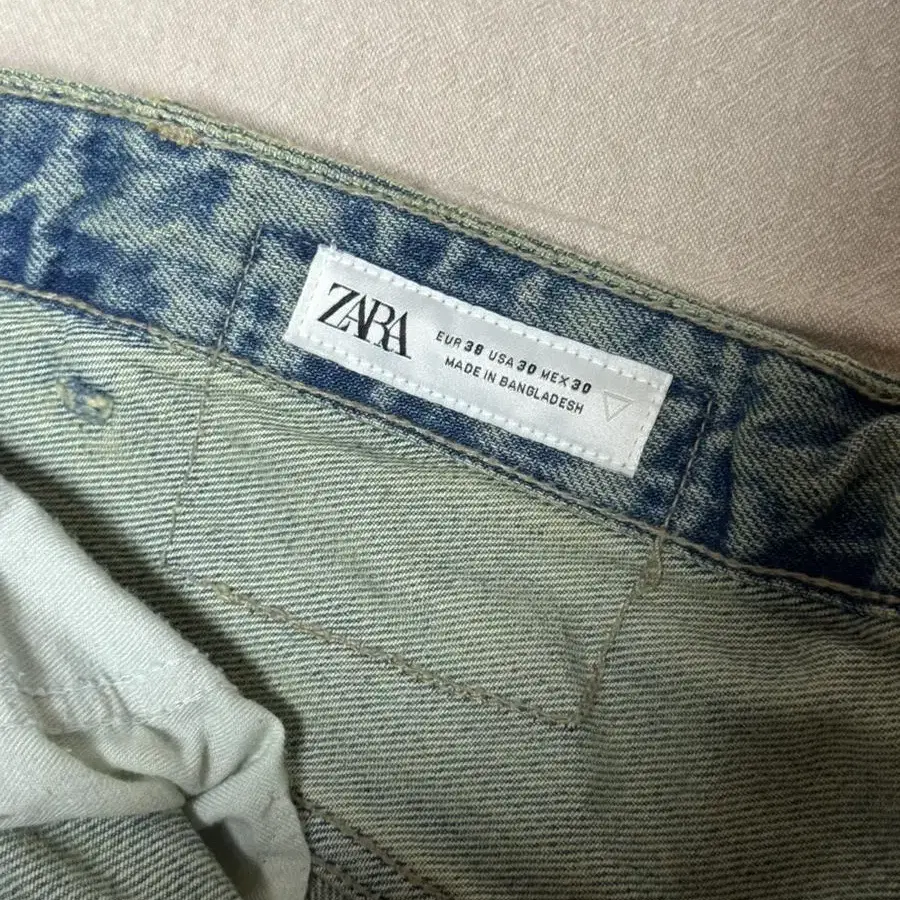 ZARA
EUR 38 USA 30 MEX 30
MADE IN BANGLADESH